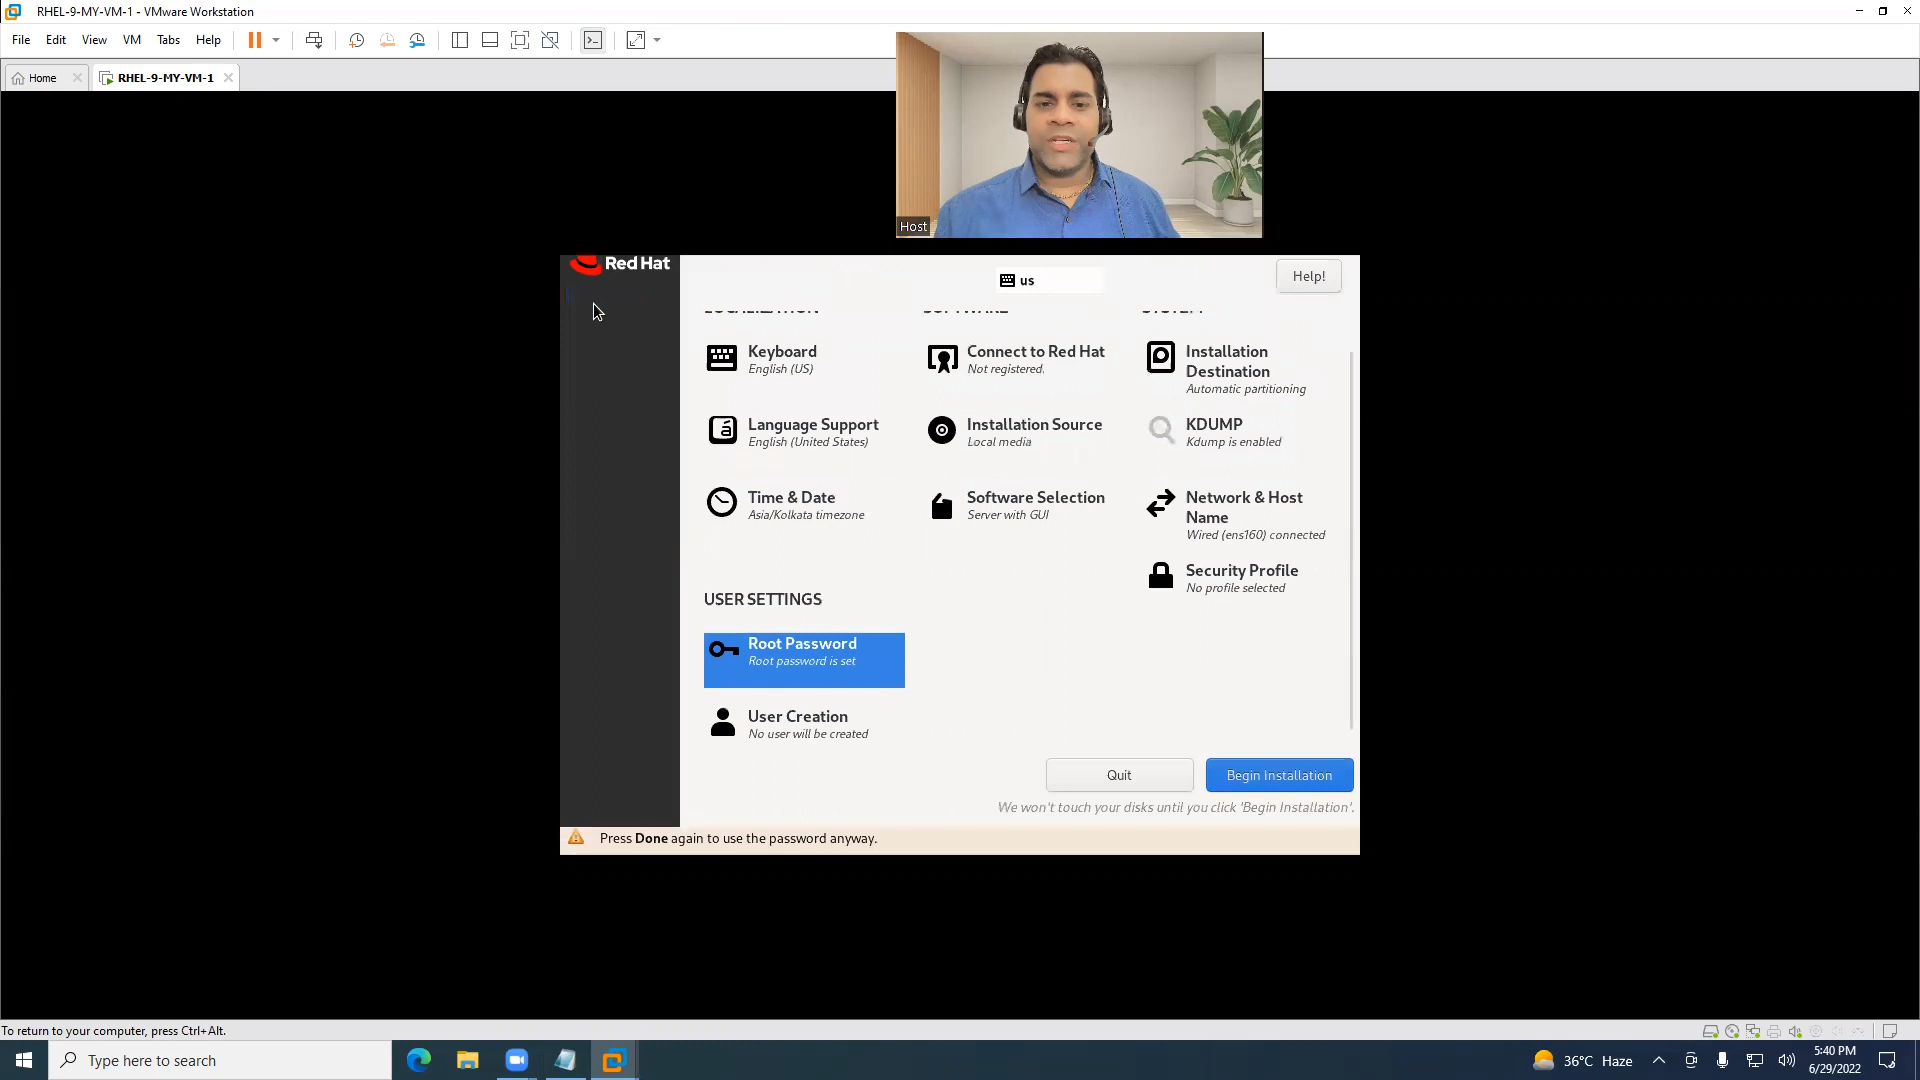 RHEL-9-MY-VM-1 - VMware Workstation
File Edit View VM Tabs Help
Home RHEL-9-MY-VM-1
Host
Red Hat
us
Help!
LOCALIZATION SOFTWARE SYSTEM
Keyboard
English (US)
Connect to Red Hat
Not registered.
Installation
Destination
Automatic partitioning
Language Support
English (United States)
Installation Source
Local media
KDUMP
Kdump is enabled
Time & Date
Asia/Kolkata timezone
Software Selection
Server with GUI
Network & Host
Name
Wired (ens160) connected
Security Profile
No profile selected
USER SETTINGS
Root Password
Root password is set
User Creation
No user will be created
Quit
Begin Installation
We won't touch your disks until you click 'Begin Installation'.
Press Done again to use the password anyway.
To return to your computer, press Ctrl+Alt.
Type here to search
36°C Haze
5:40 PM
6/29/2022